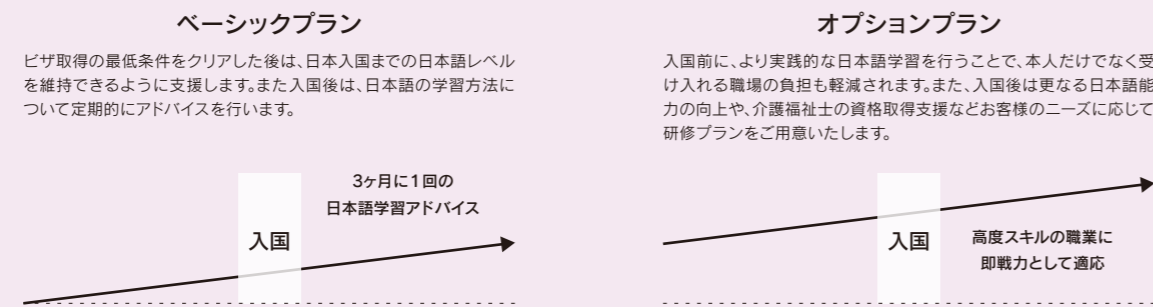 ベーシックプラン
ビザ取得の最低条件をクリアした後は、日本入国までの日本語レベル
を維持できるように支援します。また入国後は、日本語の学習方法に
ついて定期的にアドバイスを行います。
3ヶ月に1回の
日本語学習アドバイス
入国
オプションプラン
入国前に、より実践的な日本語学習を行うことで、本人だけでなく受
け入れる職場の負担も軽減されます。また、入国後は更なる日本語能
力の向上や、介護福祉士の資格取得支援などお客様のニーズに応じて
研修プランをご用意いたします。
入国
高度スキルの職業に
即戦力として適応